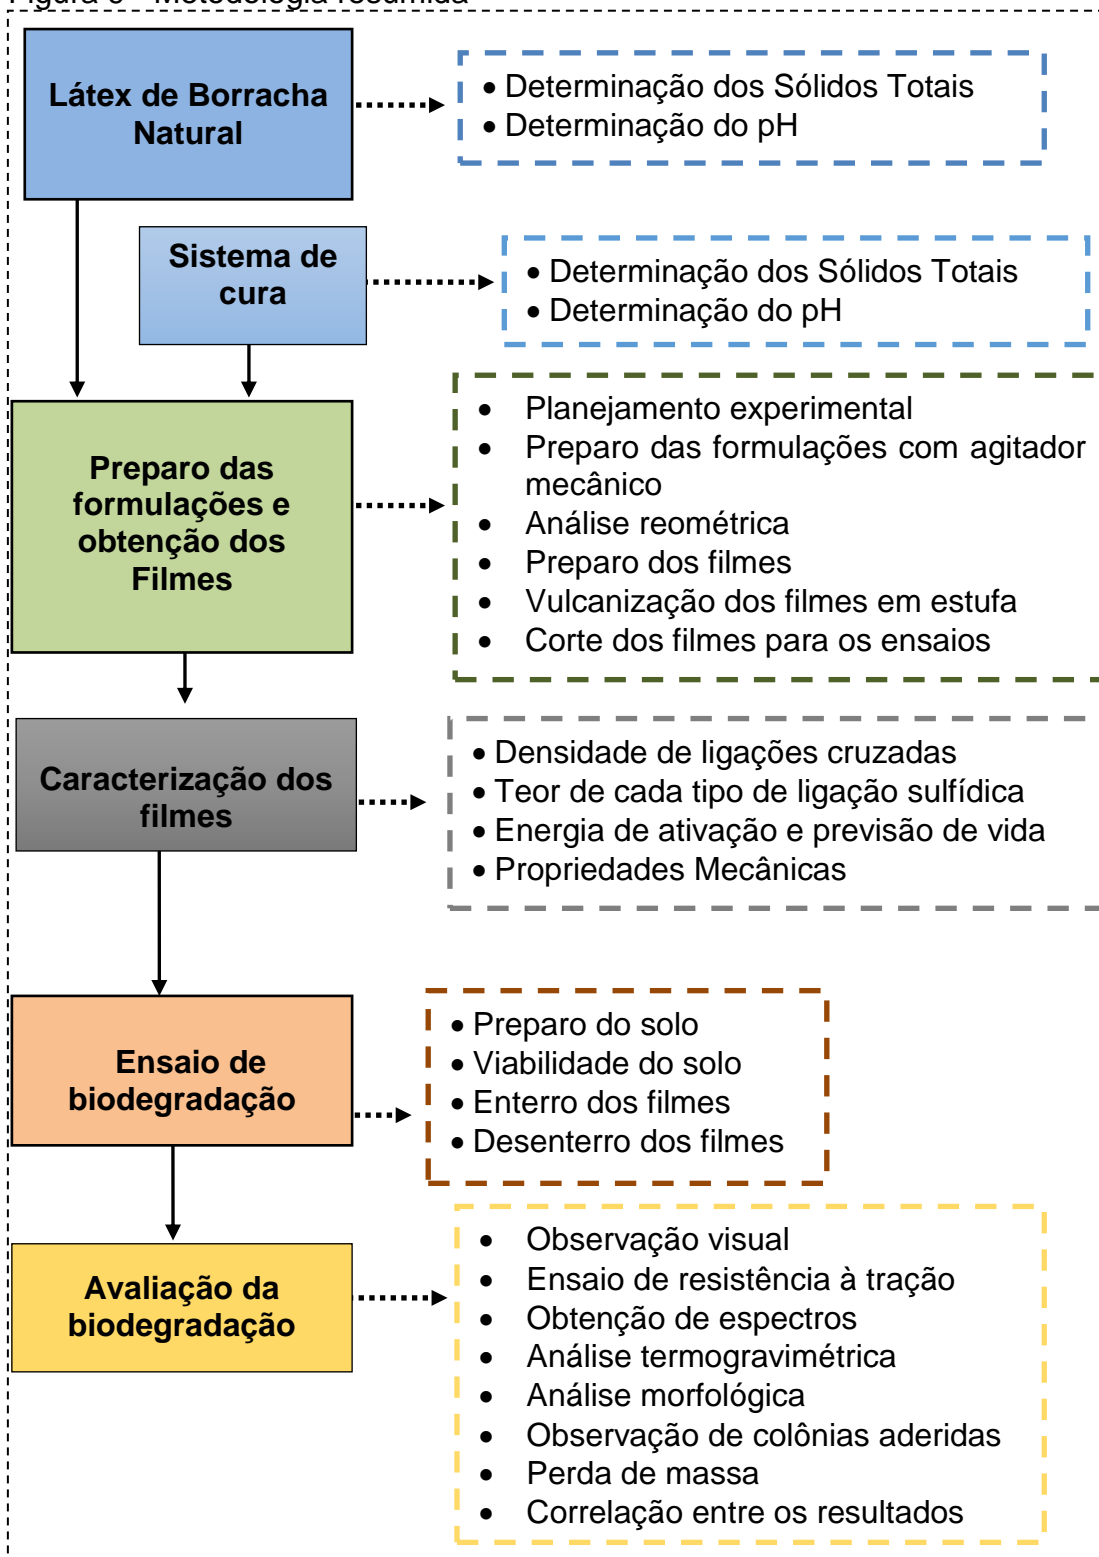 Metodologia resumida
Látex de Borracha
Natural
• Determinação dos Sólidos Totais
• Determinação do pH
Sistema de
cura
• Determinação dos Sólidos Totais
• Determinação do pH
Preparo das
formulações e
obtenção dos
Filmes
• Planejamento experimental
• Preparo das formulações com agitador
mecânico
• Análise reométrica
• Preparo dos filmes
• Vulcanização dos filmes em estufa
• Corte dos filmes para os ensaios
Caracterização dos
filmes
• Densidade de ligações cruzadas
• Teor de cada tipo de ligação sulfídica
• Energia de ativação e previsão de vida
• Propriedades Mecânicas
Ensaio de
biodegradação
• Preparo do solo
• Viabilidade do solo
• Enterro dos filmes
• Desenterro dos filmes
Avaliação da
biodegradação
• Observação visual
• Ensaio de resistência à tração
• Obtenção de espectros
• Análise termogravimétrica
• Análise morfológica
• Observação de colônias aderidas
• Perda de massa
• Correlação entre os resultados